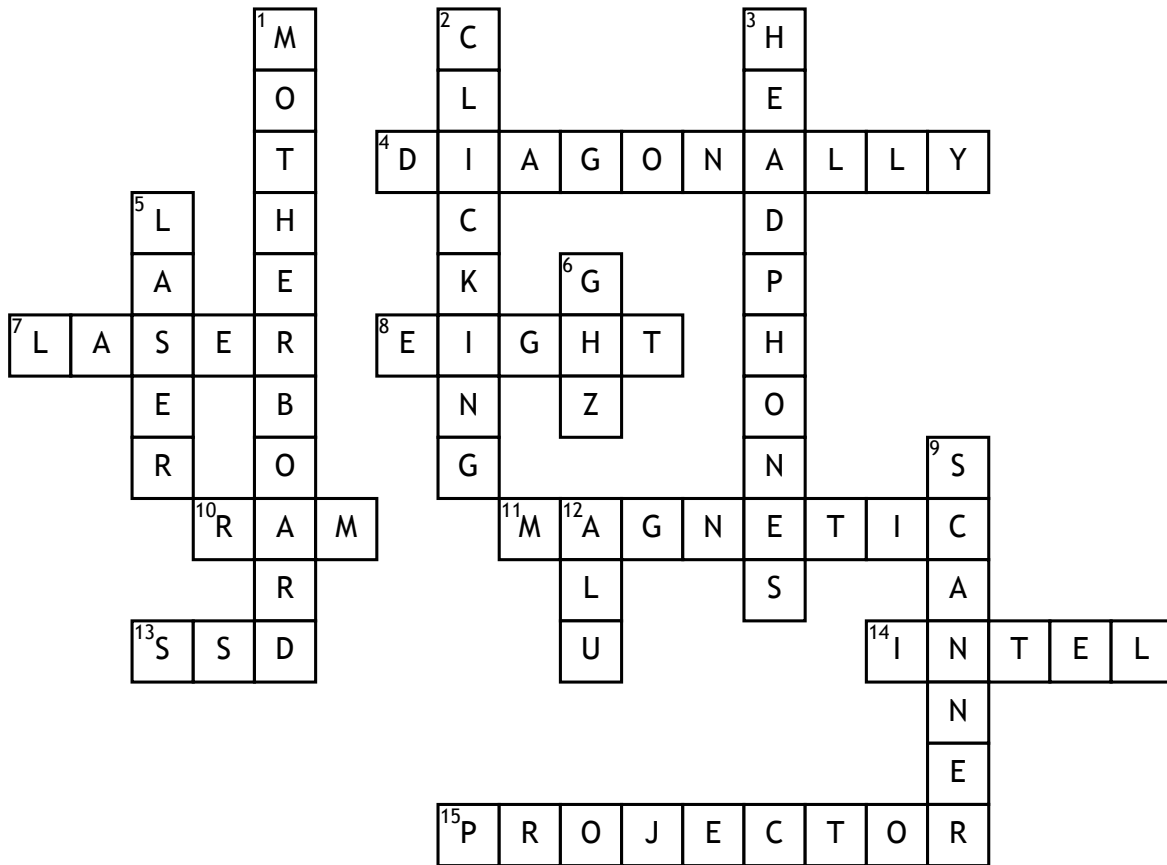 1 M 2 C 3 H
O L E
T 4 D I A G O N A L L Y
5 L H C D
A E K 6 G P
7 L A S E R 8 E I G H T H
E B N Z O
R O G N 9 S
10 R A M 11 M 12 A G N E T I C
R L S A
13 S S D U 14 I N T E L
N
E
15 P R O J E C T O R